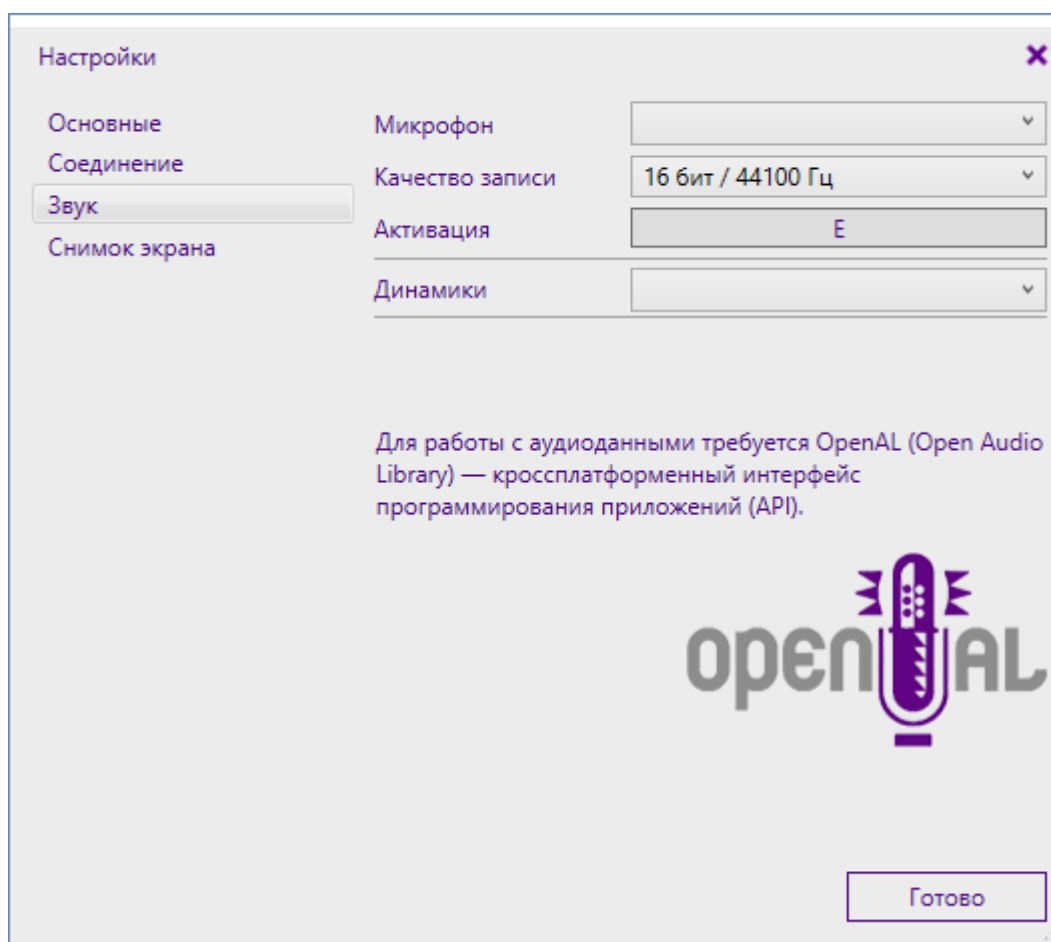 Настройки
Основные
Соединение
Звук
Снимок экрана
Микрофон
Качество записи
16 бит / 44100 Гц
Активация
E
Динамики
Для работы с аудиоданными требуется OpenAL (Open Audio
Library) — кроссплатформенный интерфейс
программирования приложений (API).
OPENAL
Готово